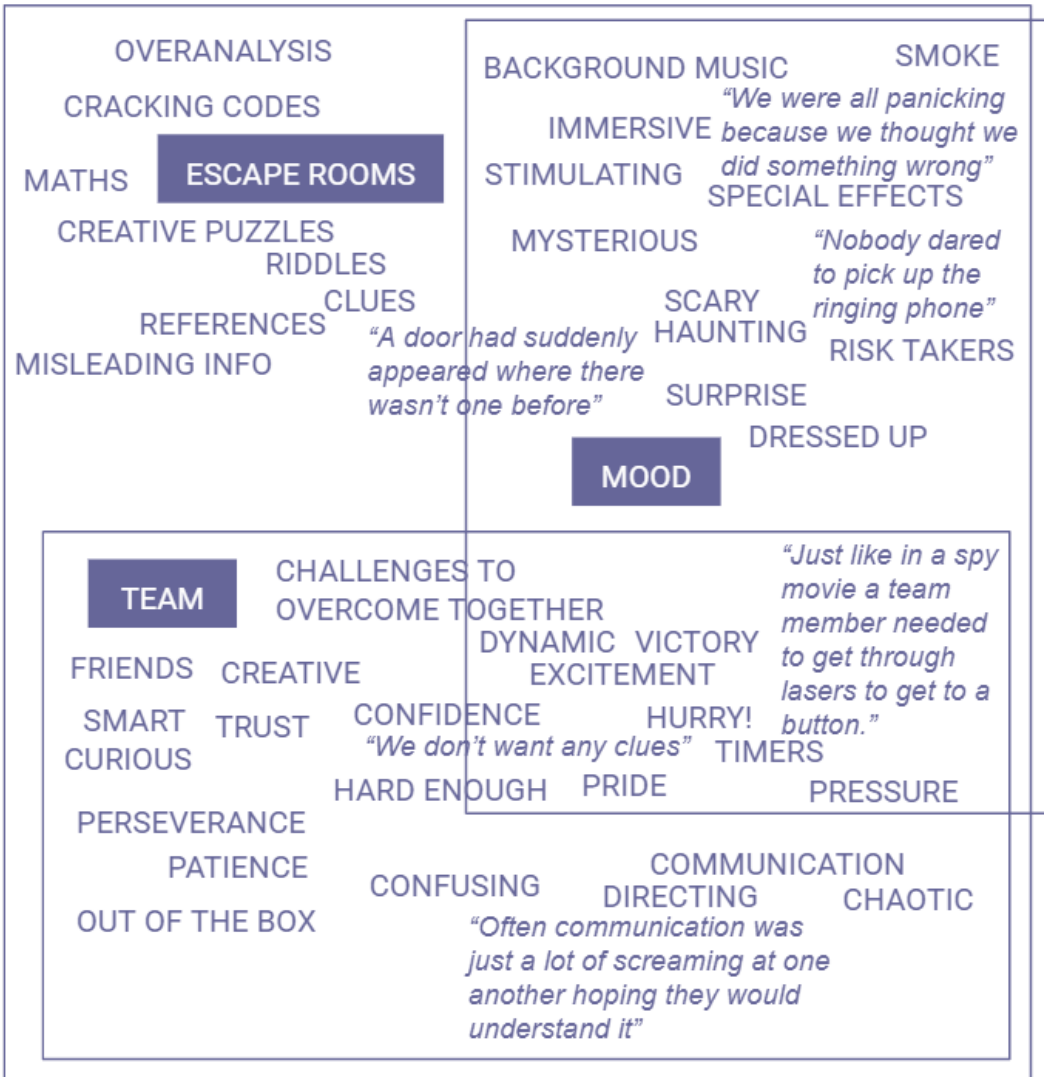 OVERANALYSIS
CRACKING CODES
ESCAPE ROOMS
MATHS
CREATIVE PUZZLES
RIDDLES
CLUES
REFERENCES
MISLEADING INFO
“A door had suddenly
appeared where there
wasn’t one before”
BACKGROUND MUSIC
SMOKE
“We were all panicking
because we thought we
did something wrong”
IMMERSIVE
STIMULATING
SPECIAL EFFECTS
MYSTERIOUS
“Nobody dared
to pick up the
ringing phone”
SCARY
HAUNTING
RISK TAKERS
SURPRISE
DRESSED UP
MOOD
TEAM
CHALLENGES TO
OVERCOME TOGETHER
“Just like in a spy
movie a team
member needed
to get through
lasers to get to a
button.”
DYNAMIC
VICTORY
EXCITEMENT
FRIENDS
CREATIVE
SMART
TRUST
CONFIDENCE
HURRY!
CURIOUS
“We don’t want any clues”
TIMERS
HARD ENOUGH
PRIDE
PRESSURE
PERSEVERANCE
PATIENCE
CONFUSING
COMMUNICATION
DIRECTING
CHAOTIC
OUT OF THE BOX
“Often communication was
just a lot of screaming at one
another hoping they would
understand it”